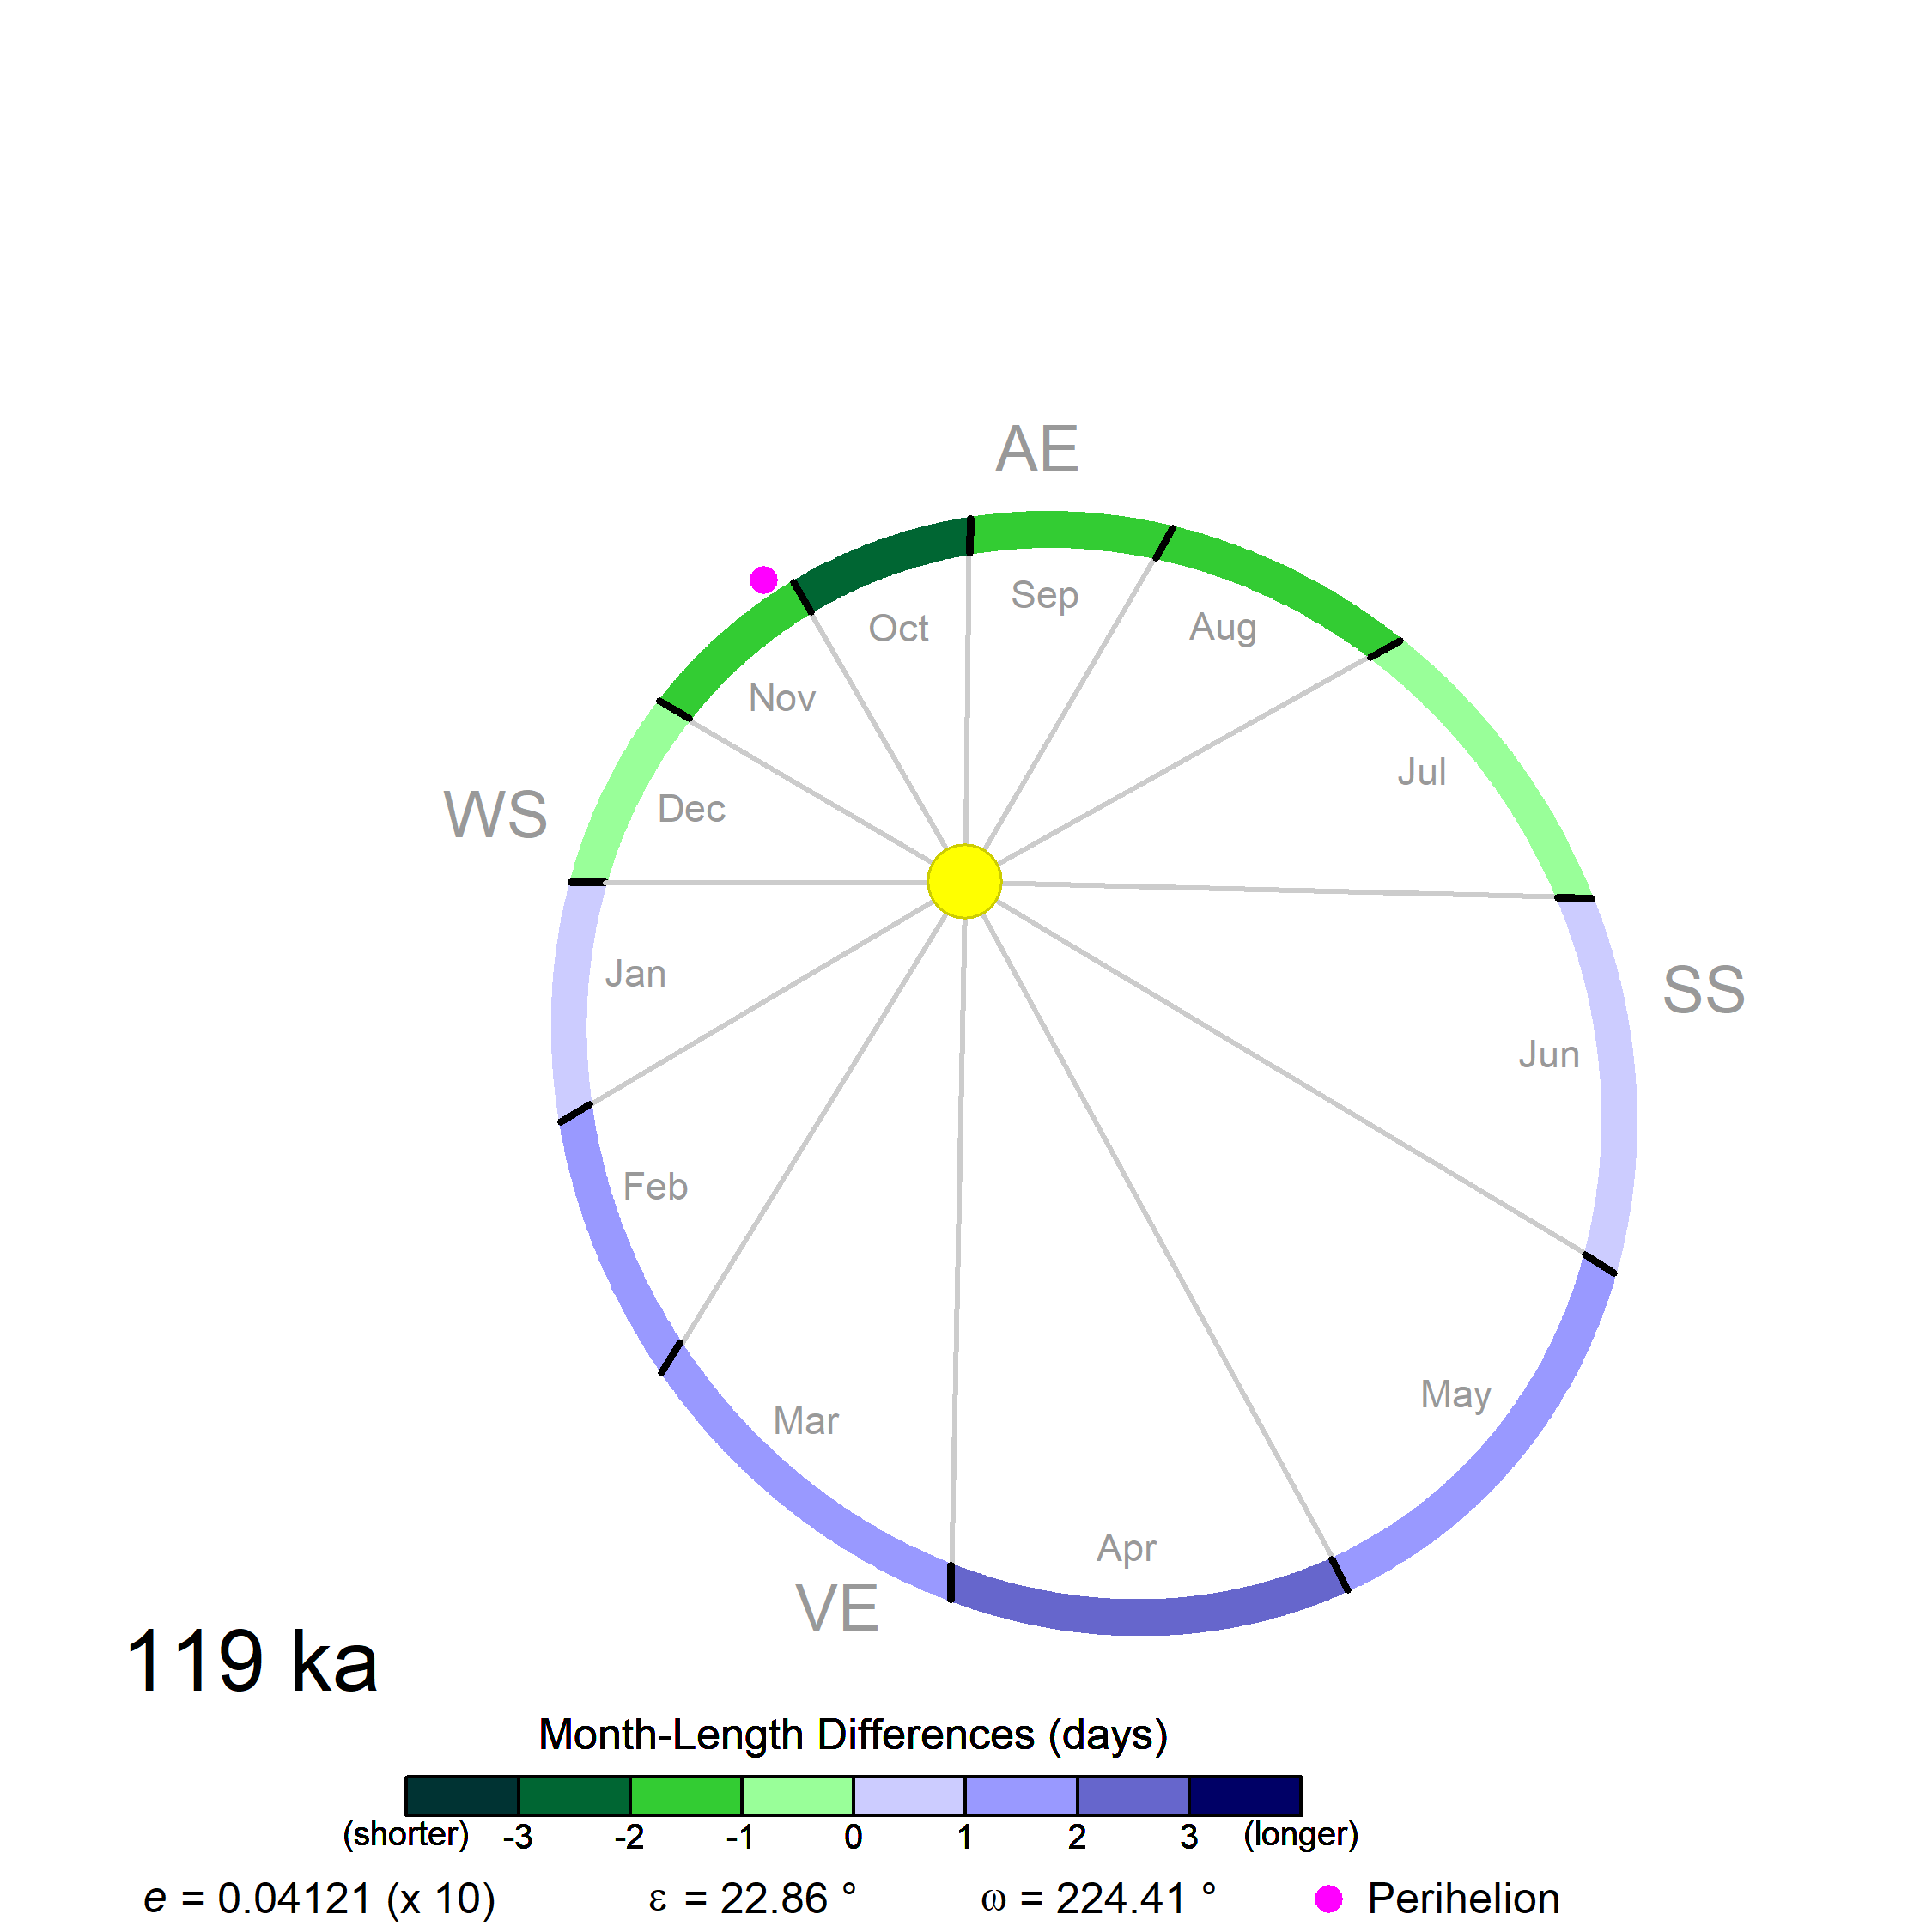 AE
Sep
Aug
Oct
Nov
Jul
WS
Dec
Jan
SS
Jun
Feb
May
Mar
Apr
VE
119 ka
Month-Length Differences (days)
(shorter) -3 -2 -1 0 1 2 3 (longer)
e = 0.04121 (x 10) ε = 22.86 ° ω = 224.41 ° Perihelion